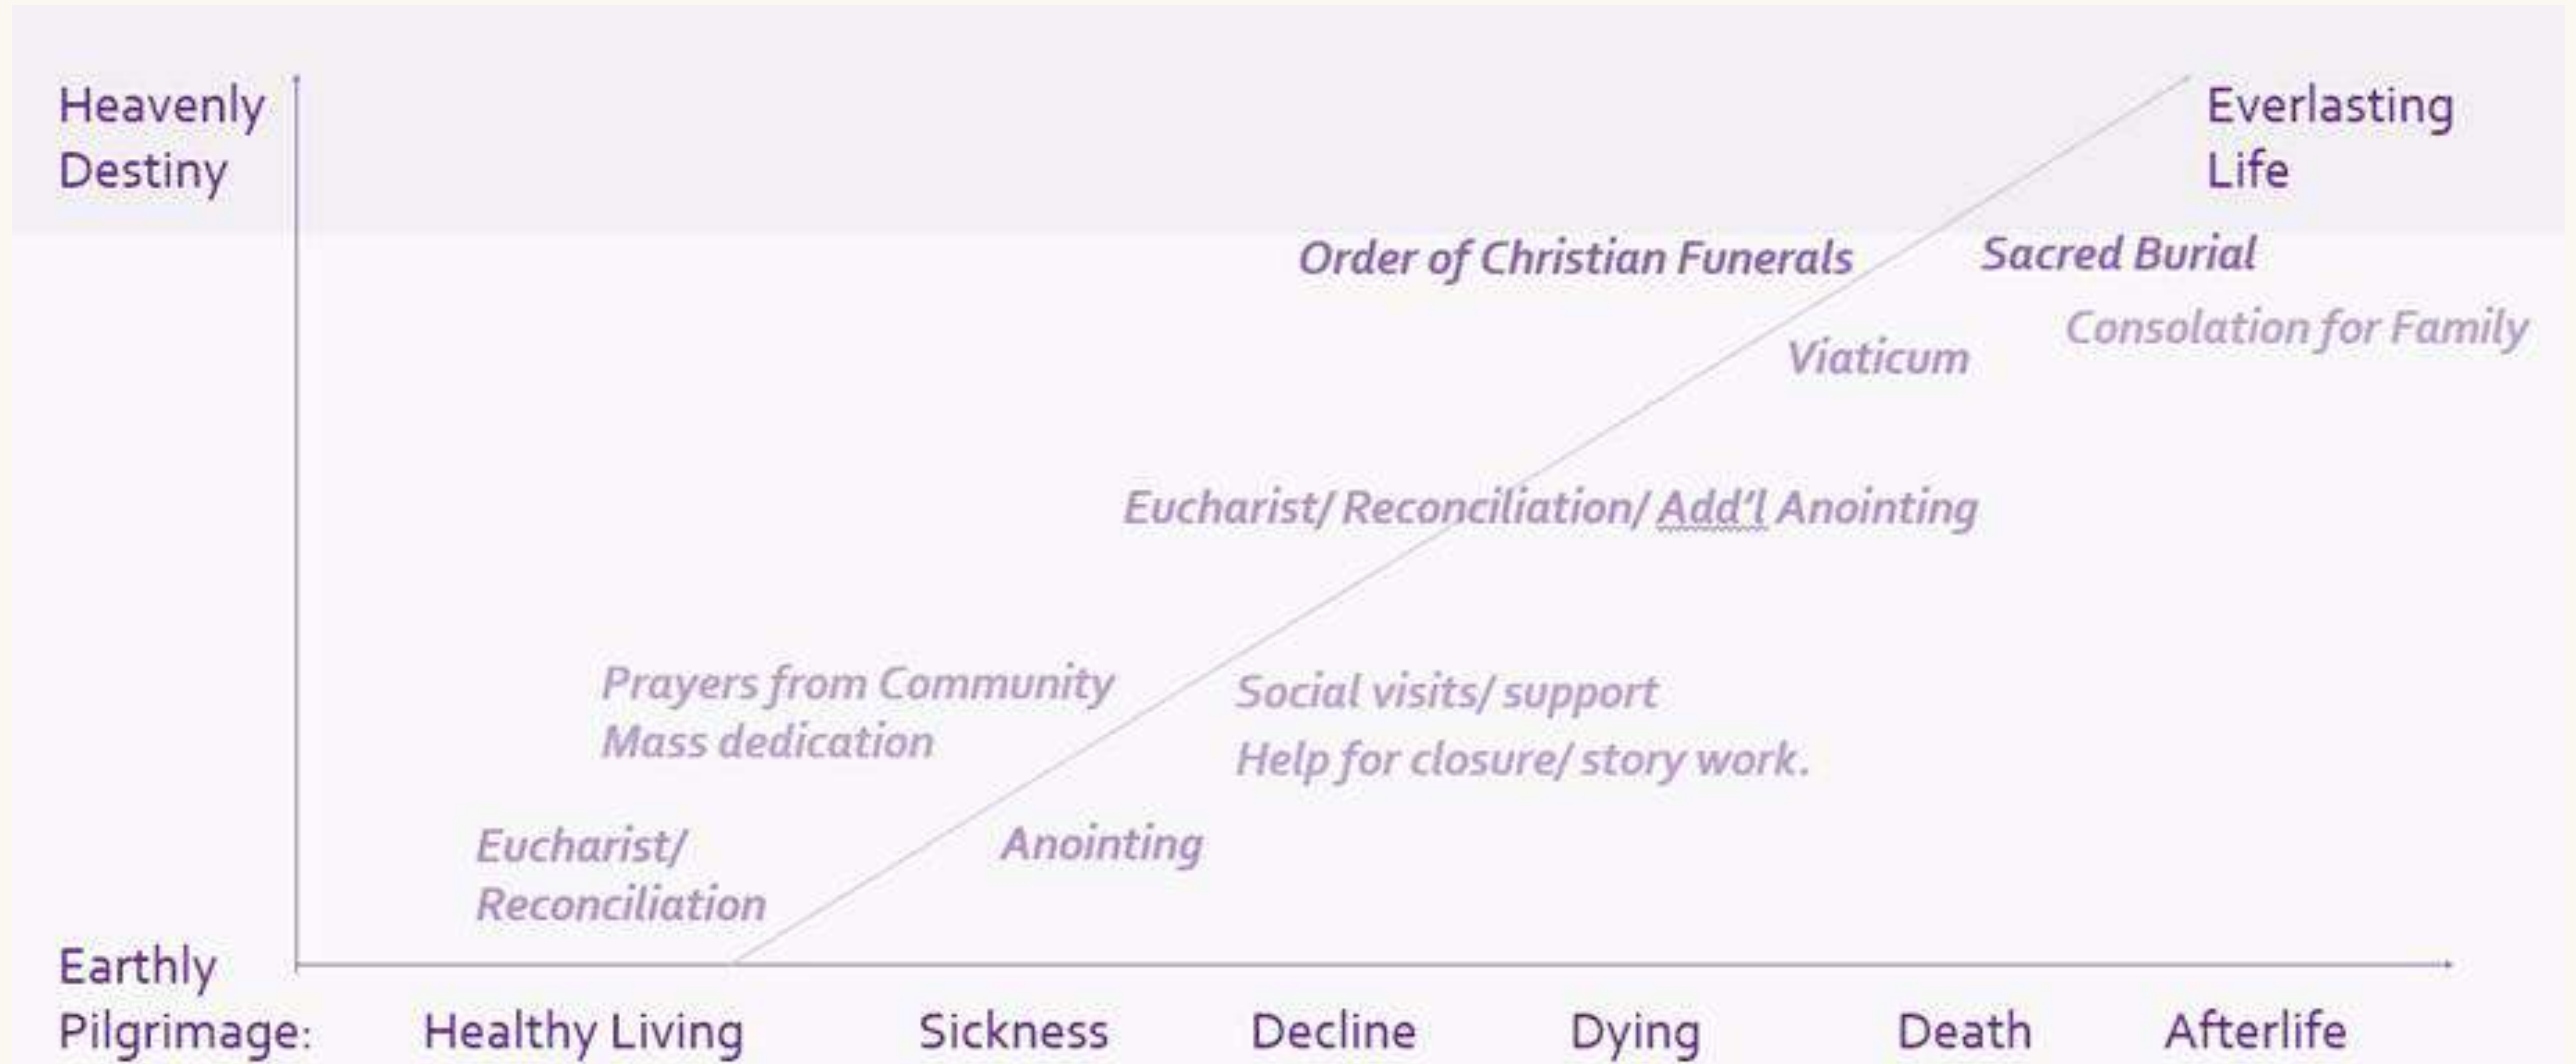 Heavenly
Destiny
Everlasting
Life
Order of Christian Funerals
Sacred Burial
Consolation for Family
Viaticum
Eucharist/ Reconciliation/ Add'l Anointing
Prayers from Community
Mass dedication
Social visits/ support
Help for closure/ story work.
Eucharist/
Reconciliation
Anointing
Earthly
Pilgrimage:
Healthy Living
Sickness
Decline
Dying
Death
Afterlife